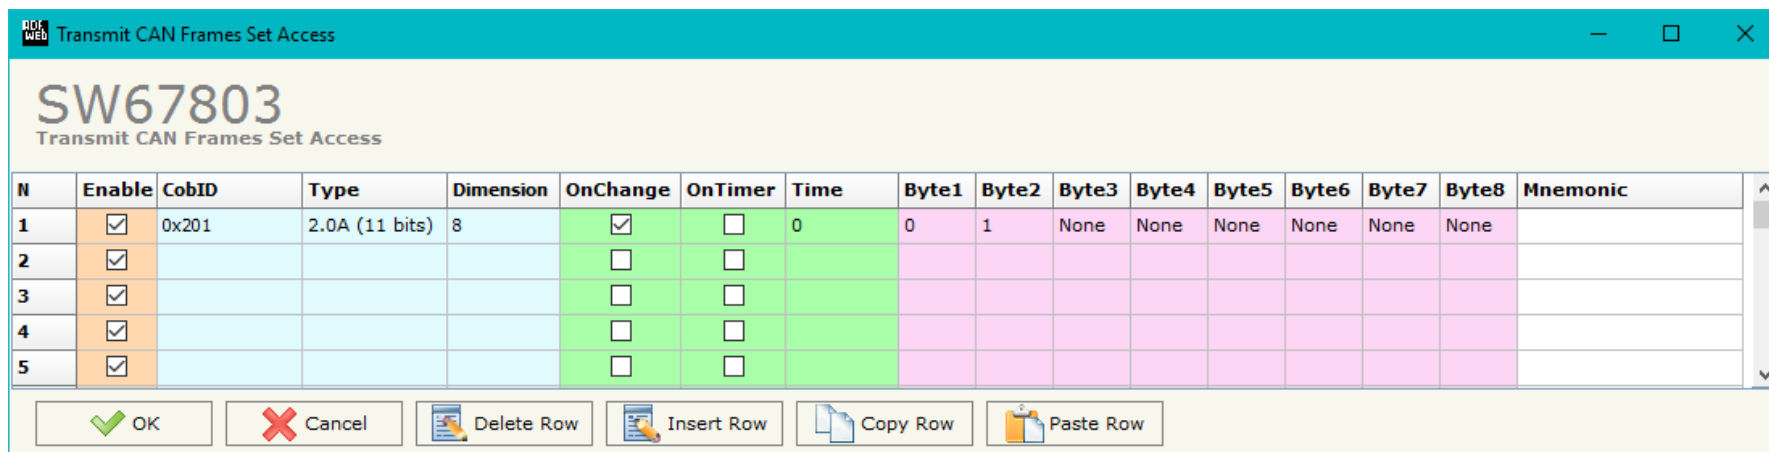 ADF WEB Transmit CAN Frames Set Access
SW67803
Transmit CAN Frames Set Access
N Enable CobID Type Dimension OnChange OnTimer Time Byte1 Byte2 Byte3 Byte4 Byte5 Byte6 Byte7 Byte8 Mnemonic
1 0x201 2.0A (11 bits) 8 0 0 1 None None None None None None
2
3
4
5
OK Cancel Delete Row Insert Row Copy Row Paste Row